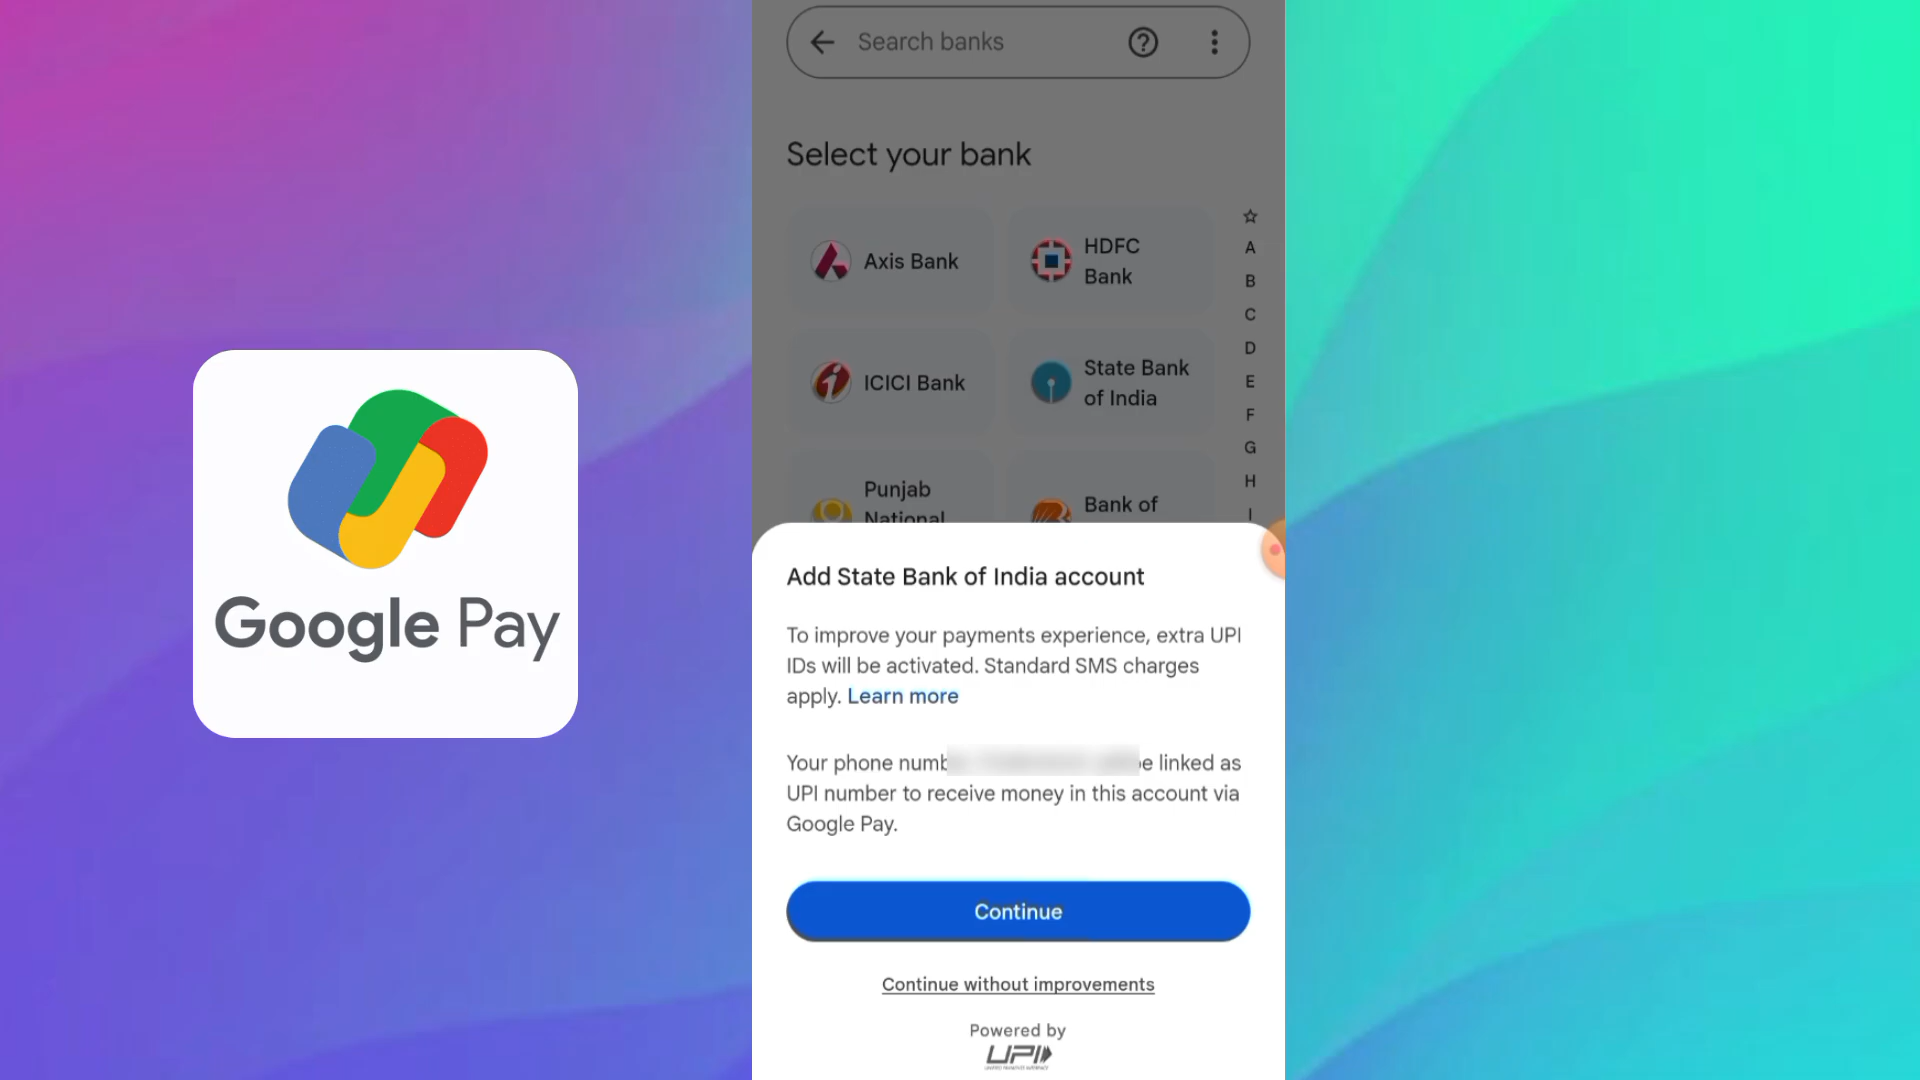 Google Pay
Search banks
Select your bank
Axis Bank
HDFC
Bank
ICICI Bank
State Bank
of India
Punjab
National
Bank of
A
B
C
D
E
F
G
H
I
Add State Bank of India account
To improve your payments experience, extra UPI
IDs will be activated. Standard SMS charges
apply. Learn more
Your phone numb e linked as
UPI number to receive money in this account via
Google Pay.
Continue
Continue without improvements
Powered by
UPI
UNIFIED PAYMENTS INTERFACE